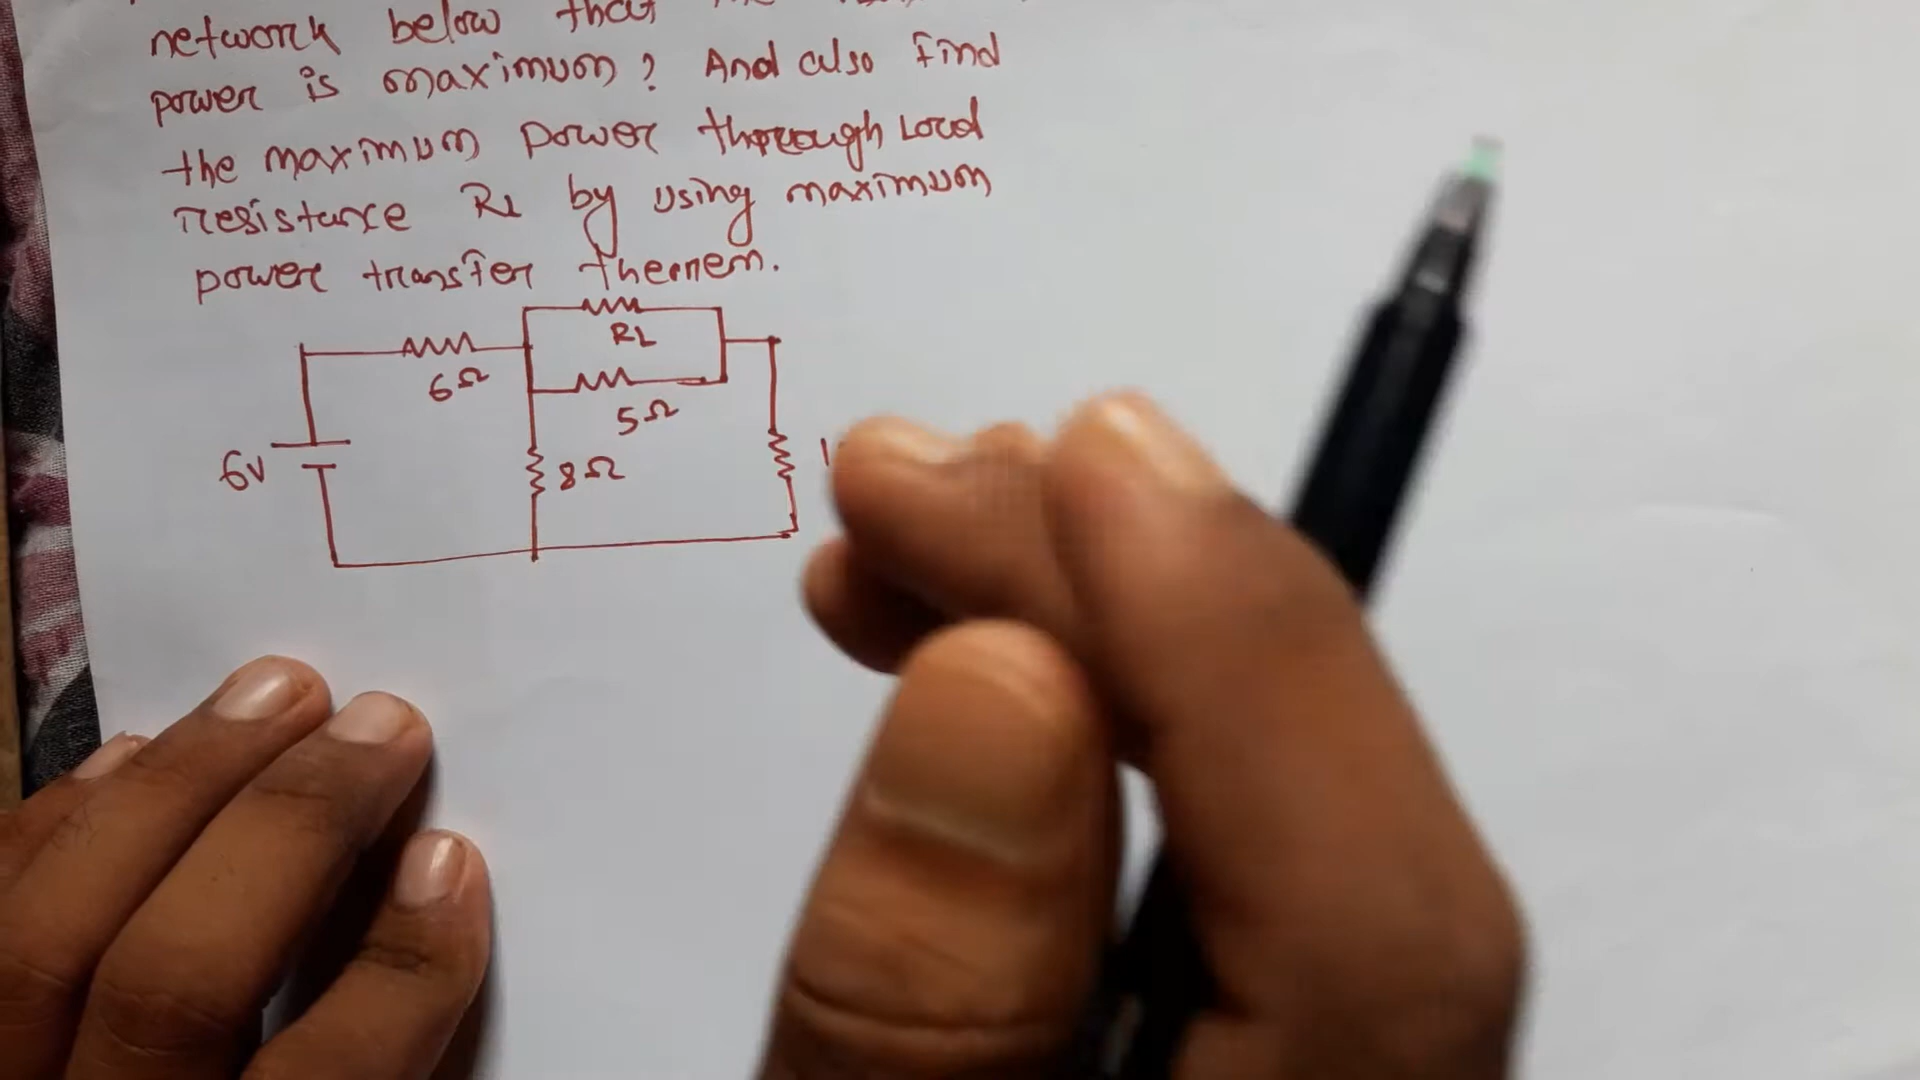 network below that
power is maximum? And also find
the maximum power through Load
resistance RL by using maximum
power transfer theorem.
RL
6Ω
5Ω
6V
8Ω